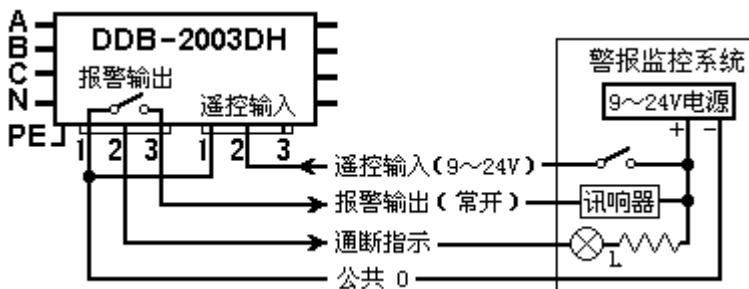 A
B
C
N
PE
DDB-2003DH
报警输出
遥控输入
1 2 3
1 2 3
警报监控系统
9～24V电源
+ -
遥控输入(9～24V)
报警输出(常开)
讯响器
通断指示
L
公共 0